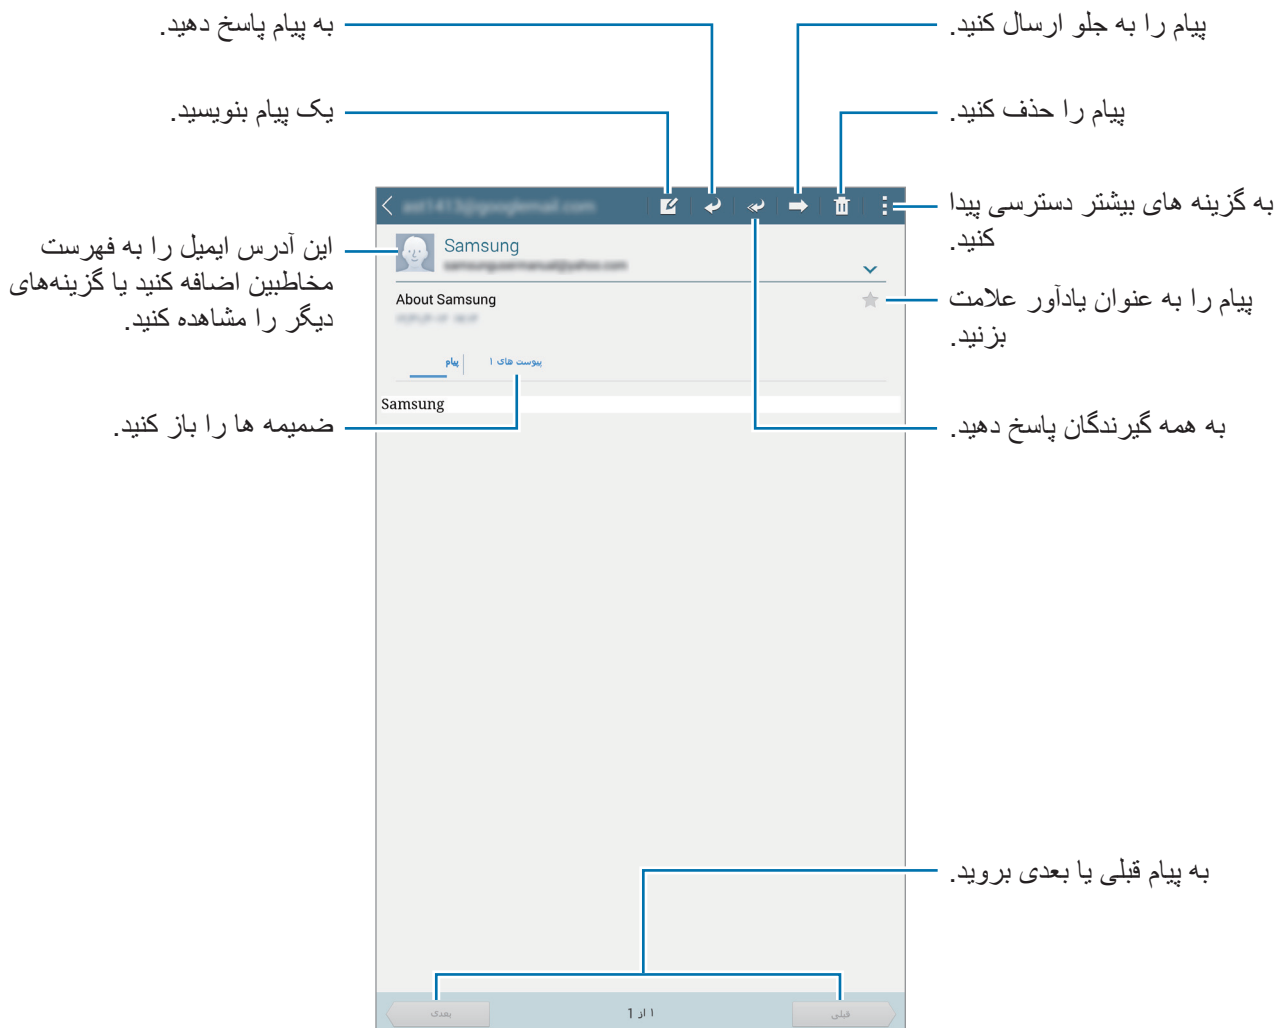 به پیام پاسخ دهید.
پیام را به جلو ارسال کنید.
یک پیام بنویسید.
پیام را حذف کنید.
به گزینه های بیشتر دسترسی پیدا
کنید.
این آدرس ایمیل را به فهرست
مخاطبین اضافه کنید یا گزینه‌های
دیگر را مشاهده کنید.
Samsung
About Samsung
پیام را به عنوان یادآور علامت
بزنید.
پیام
پیوست های ۱
Samsung
ضمیمه ها را باز کنید.
به همه گیرندگان پاسخ دهید.
به پیام قبلی یا بعدی بروید.
بعدی
۱ از 1
قبلی